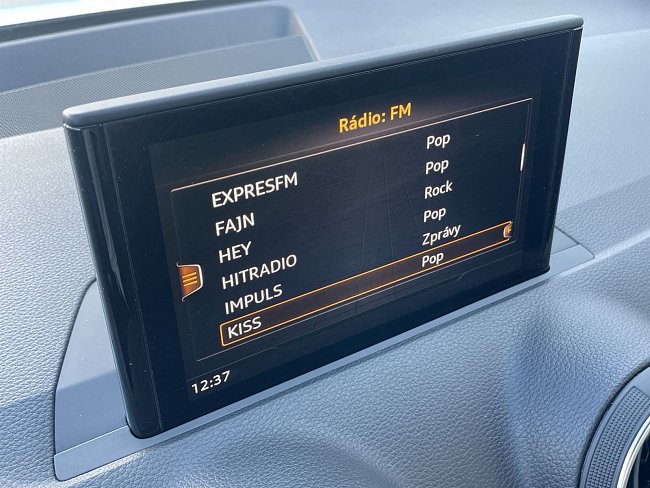 Rádio: FM
EXPRESFM Pop
FAJN Pop
HEY Rock
HITRADIO Pop
IMPULS Zprávy
KISS Pop
12:37